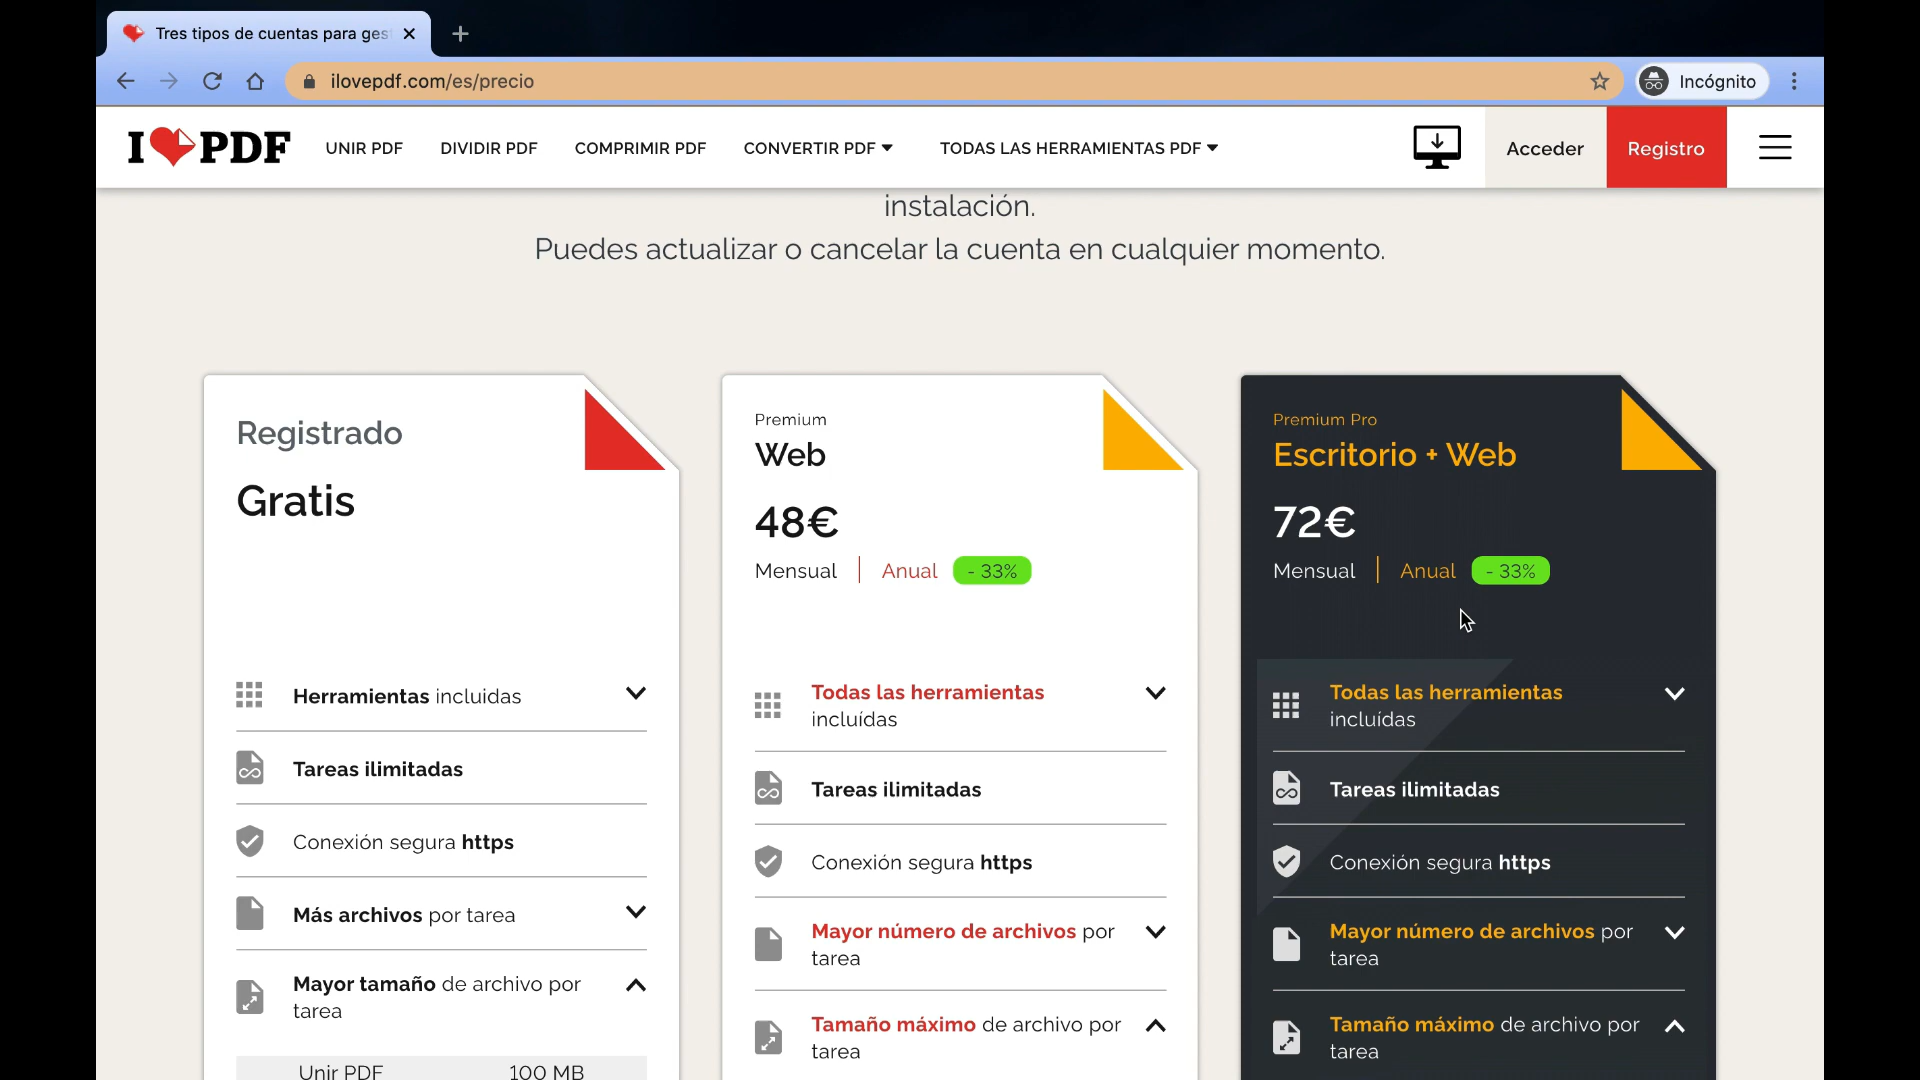 Tres tipos de cuentas para ges
ilovepdf.com/es/precio
Incógnito
I PDF
UNIR PDF
DIVIDIR PDF
COMPRIMIR PDF
CONVERTIR PDF
TODAS LAS HERRAMIENTAS PDF
Acceder
Registro
instalación.
Puedes actualizar o cancelar la cuenta en cualquier momento.
Registrado
Gratis
Herramientas incluidas
Tareas ilimitadas
Conexión segura https
Más archivos por tarea
Mayor tamaño de archivo por
tarea
Unir PDF 100 MB
Premium
Web
48€
Mensual | Anual - 33%
Todas las herramientas
incluídas
Tareas ilimitadas
Conexión segura https
Mayor número de archivos por
tarea
Tamaño máximo de archivo por
tarea
Premium Pro
Escritorio + Web
72€
Mensual | Anual - 33%
Todas las herramientas
incluídas
Tareas ilimitadas
Conexión segura https
Mayor número de archivos por
tarea
Tamaño máximo de archivo por
tarea